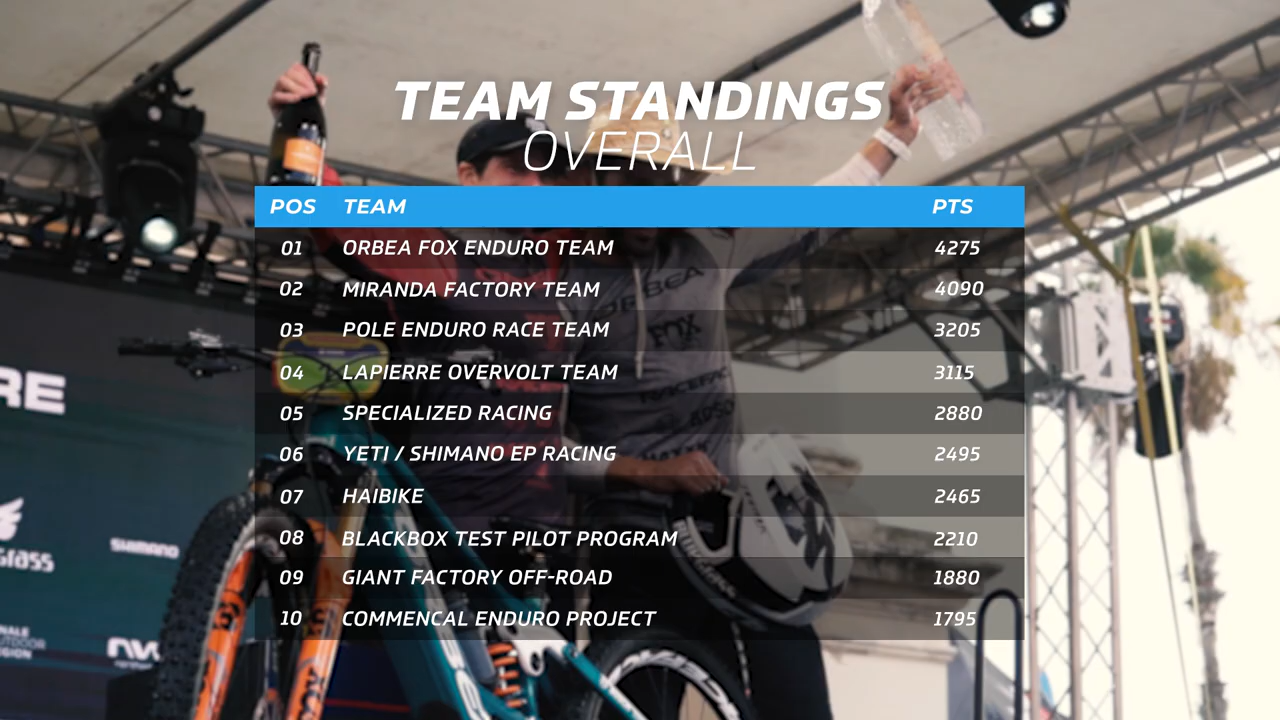 TEAM STANDINGS
OVERALL
POS TEAM PTS
01 ORBEA FOX ENDURO TEAM 4275
02 MIRANDA FACTORY TEAM 4090
03 POLE ENDURO RACE TEAM 3205
04 LAPIERRE OVERVOLT TEAM 3115
05 SPECIALIZED RACING 2880
06 YETI / SHIMANO EP RACING 2495
07 HAIBIKE 2465
08 BLACKBOX TEST PILOT PROGRAM 2210
09 GIANT FACTORY OFF-ROAD 1880
10 COMMENCAL ENDURO PROJECT 1795
ORBEA
FOX
RE
SHIMANO